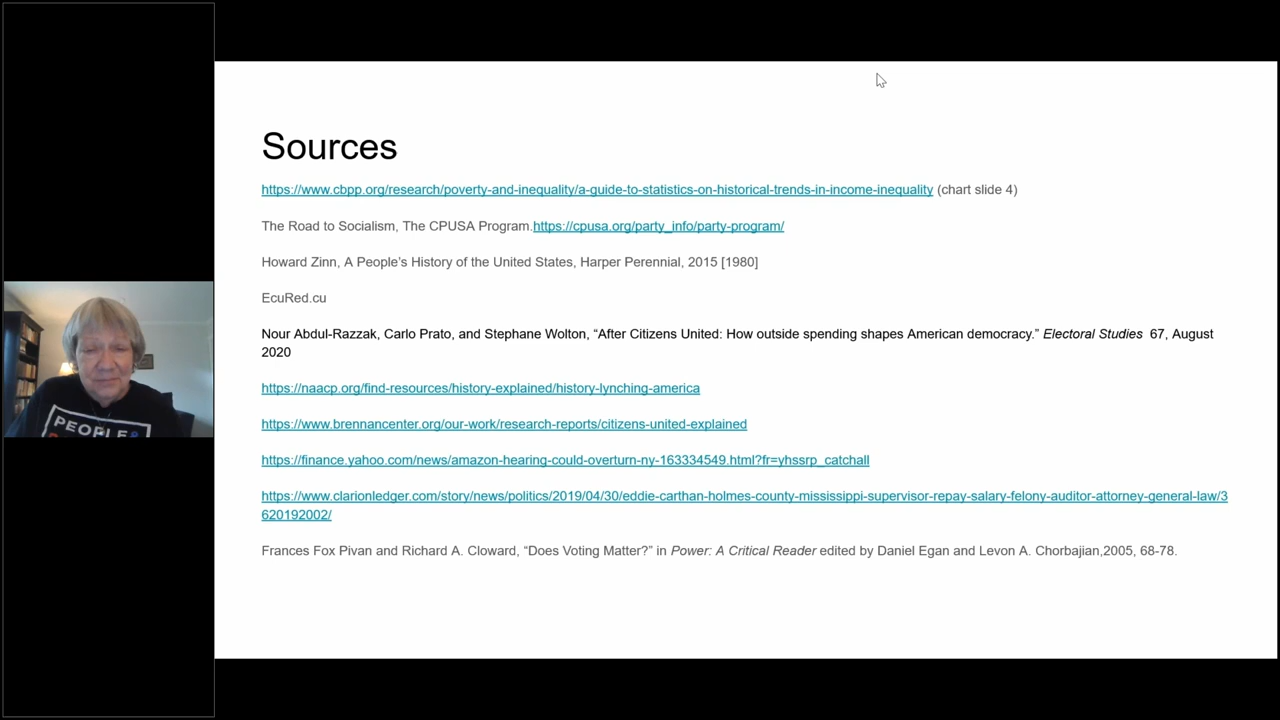 Sources
https://www.cbpp.org/research/poverty-and-inequality/a-guide-to-statistics-on-historical-trends-in-income-inequality (chart slide 4)
The Road to Socialism, The CPUSA Program.https://cpusa.org/party_info/party-program/
Howard Zinn, A People’s History of the United States, Harper Perennial, 2015 [1980]
EcuRed.cu
Nour Abdul-Razzak, Carlo Prato, and Stephane Wolton, “After Citizens United: How outside spending shapes American democracy.” Electoral Studies 67, August
2020
https://naacp.org/find-resources/history-explained/history-lynching-america
https://www.brennancenter.org/our-work/research-reports/citizens-united-explained
https://finance.yahoo.com/news/amazon-hearing-could-overturn-ny-163334549.html?fr=yhssrp_catchall
https://www.clarionledger.com/story/news/politics/2019/04/30/eddie-carthan-holmes-county-mississippi-supervisor-repay-salary-felony-auditor-attorney-general-law/3
620192002/
Frances Fox Pivan and Richard A. Cloward, “Does Voting Matter?” in Power: A Critical Reader edited by Daniel Egan and Levon A. Chorbajian,2005, 68-78.
PEOPLE